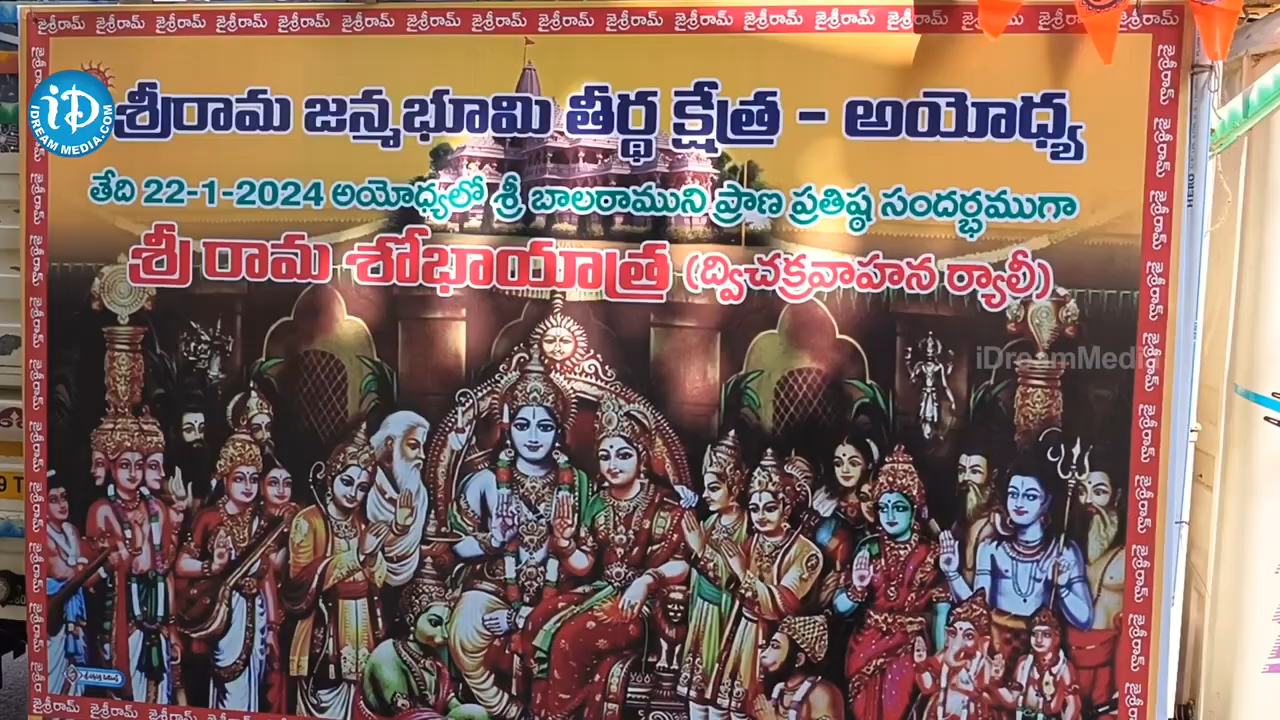 జైశ్రీరామ్ జైశ్రీరామ్ జైశ్రీరామ్ జైశ్రీరామ్ జైశ్రీరామ్ జైశ్రీరామ్ జైశ్రీరామ్ జైశ్రీరామ్ జైశ్రీరామ్ జైశ్రీరామ్ జైశ్రీరామ్ జైశ్రీరామ్ జైశ్రీరామ్ జైశ్రీరామ్
iD
IDREAM MEDIA.COM
శ్రీరామ జన్మభూమి తీర్థ క్షేత్ర - అయోధ్య
తేది 22-1-2024 అయోధ్యలో శ్రీ బాలరాముని ప్రాణ ప్రతిష్ఠ సందర్భముగా
శ్రీ రామ శోభాయాత్ర (ద్విచక్రవాహన ర్యాలీ)
iDreamMedia
HERO
జైశ్రీరామ్ జైశ్రీరామ్ జైశ్రీరామ్ జైశ్రీరామ్